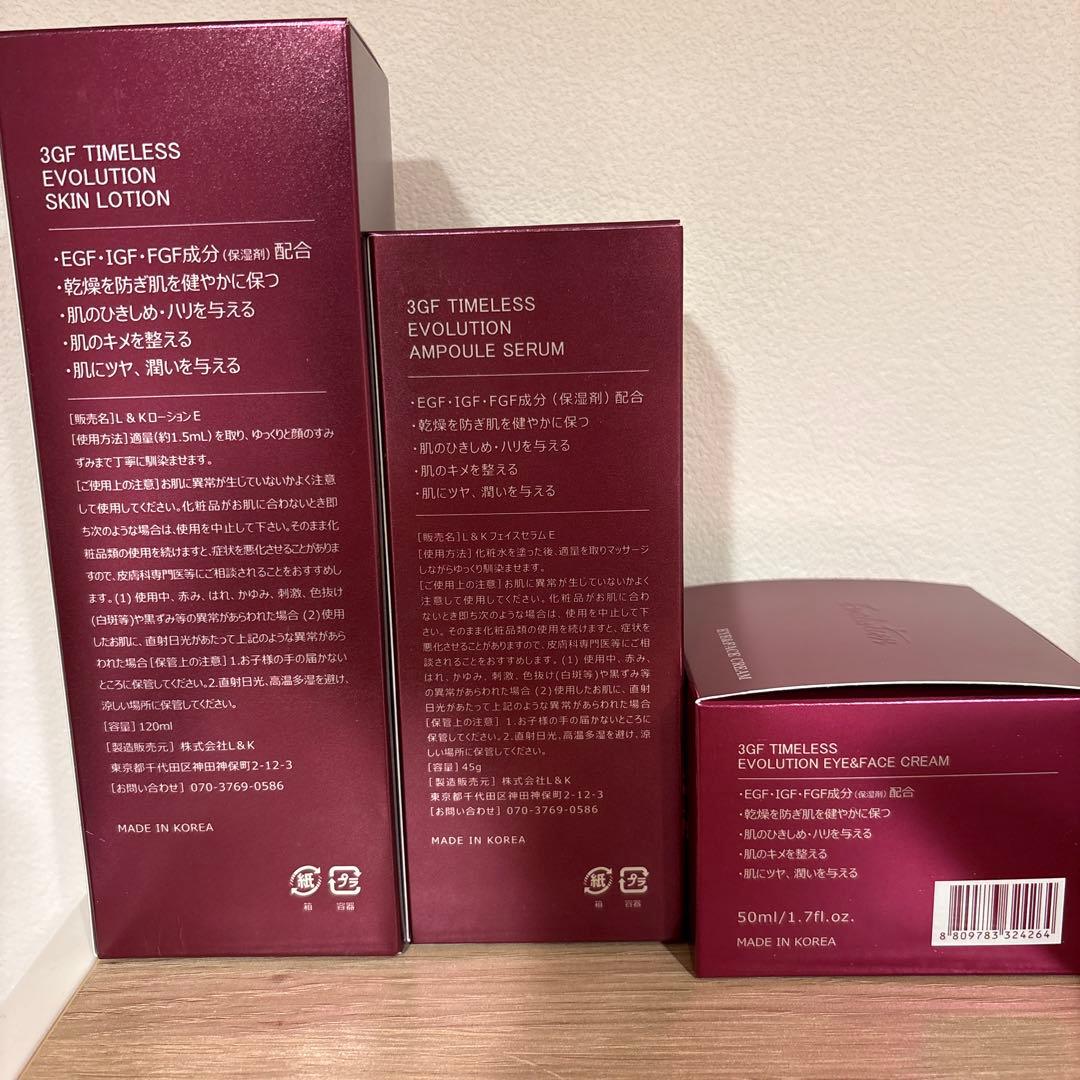 3GF TIMELESS
EVOLUTION
SKIN LOTION
・EGF・IGF・FGF成分(保湿剤)配合
・乾燥を防ぎ肌を健やかに保つ
・肌のひきしめ・ハリを与える
・肌のキメを整える
・肌にツヤ、潤いを与える
[販売名]L & KローションE
[使用方法]適量(約1.5mL)を取り、ゆっくりと顔のすみ
ずみまで丁寧に馴染ませます。
[ご使用上の注意]お肌に異常が生じていないかよく注意
して使用してください。化粧品がお肌に合わないとき即
ち次のような場合は、使用を中止して下さい。そのまま化
粧品類の使用を続けますと、症状を悪化させることがありま
すので、皮膚科専門医等にご相談されることをおすすめし
ます。(1) 使用中、赤み、はれ、かゆみ、刺激、色抜け
(白斑等)や黒ずみ等の異常があらわれた場合 (2)使用
したお肌に、直射日光があたって上記のような異常があら
われた場合[保管上の注意] 1.お子様の手の届かない
ところに保管してください。2.直射日光、高温多湿を避け、
涼しい場所に保管してください。
[容量] 120ml
[製造販売元] 株式会社L&K
東京都千代田区神田神保町2-12-3
[お問い合わせ] 070-3769-0586
MADE IN KOREA
紙
箱
プラ
容器
3GF TIMELESS
EVOLUTION
AMPOULE SERUM
・EGF・IGF・FGF成分(保湿剤)配合
・乾燥を防ぎ肌を健やかに保つ
・肌のひきしめ・ハリを与える
・肌のキメを整える
・肌にツヤ、潤いを与える
[販売名]L&KフェイスセラムE
[使用方法] 化粧水を塗った後、適量を取りマッサージ
しながらゆっくり馴染ませます。
[ご使用上の注意] お肌に異常が生じていないかよく
注意して使用してください。化粧品がお肌に合わ
ないとき即ち次のような場合は、使用を中止して下さ
い。そのまま化粧品類の使用を続けますと、症状を
悪化させることがありますので、皮膚科専門医等にご相
談されることをおすすめします。(1) 使用中、赤み、
はれ、かゆみ、刺激、色抜け(白斑等)や黒ずみ等
の異常があらわれた場合 (2)使用したお肌に、直射
日光があたって上記のような異常があらわれた場合
[保管上の注意] 1.お子様の手の届かないところに
保管してください。2.直射日光、高温多湿を避け、涼
しい場所に保管してください。
[容量] 45g
[製造販売元] 株式会社L&K
東京都千代田区神田神保町2-12-3
[お問い合わせ] 070-3769-0586
MADE IN KOREA
紙
箱
プラ
容器
EYE&FACE CREAM
3GF TIMELESS
EVOLUTION EYE&FACE CREAM
・EGF・IGF・FGF成分(保湿剤)配合
・乾燥を防ぎ肌を健やかに保つ
・肌のひきしめ・ハリを与える
・肌のキメを整える
・肌にツヤ、潤いを与える
50ml/1.7fl.oz.
MADE IN KOREA
8 809783 324264